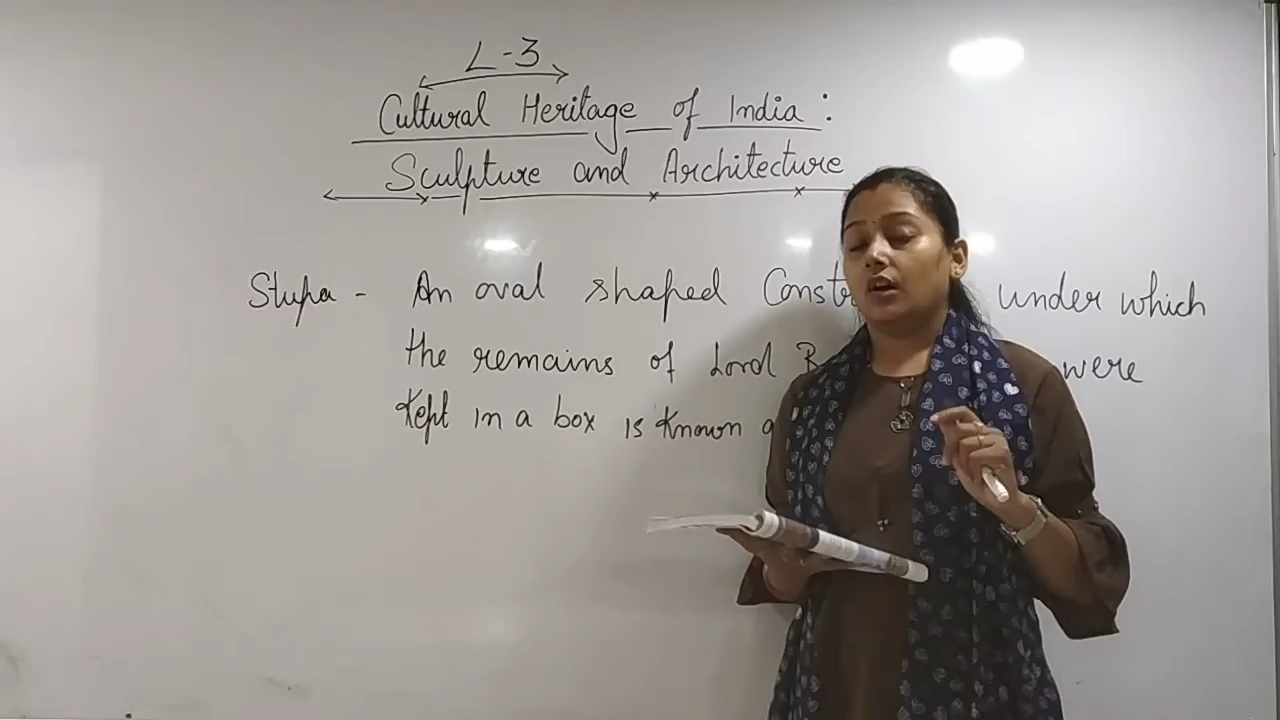 L-3
Cultural Heritage of India :
Sculpture and Architecture
Stupa - An oval shaped Const under which
the remains of Lord B were
Kept in a box is known a